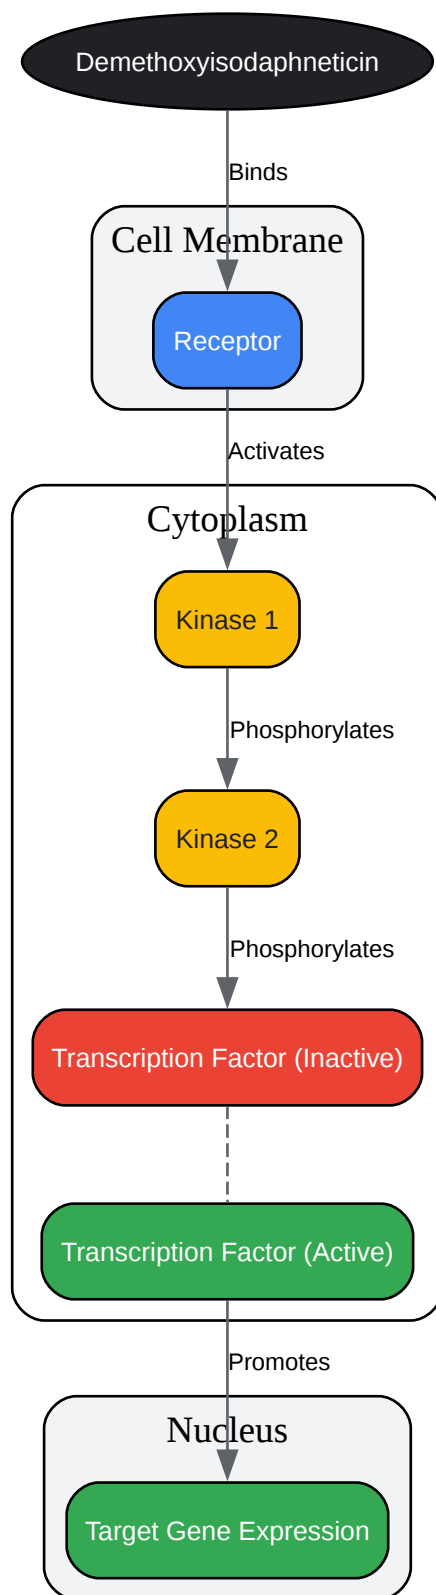 Demethoxyisodaphneticin
Binds
Cell Membrane
Receptor
Activates
Cytoplasm
Kinase 1
Phosphorylates
Kinase 2
Phosphorylates
Transcription Factor (Inactive)
Transcription Factor (Active)
Promotes
Nucleus
Target Gene Expression